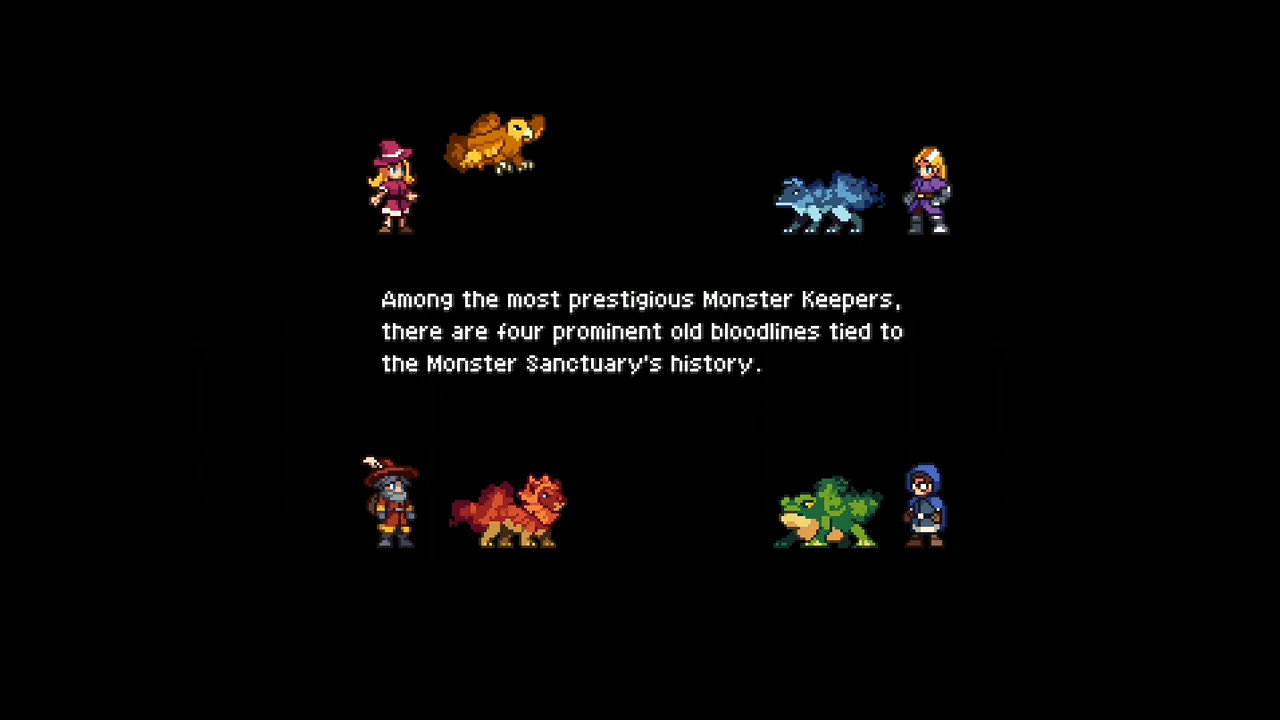 Among the most prestigious Monster Keepers,
there are four prominent old bloodlines tied to
the Monster Sanctuary's history.